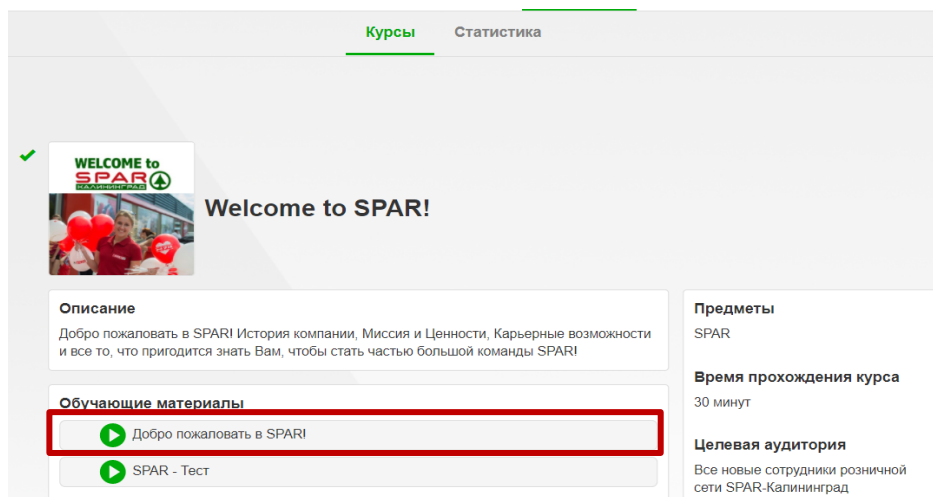 Курсы Статистика
WELCOME to
SPAR
КАЛИНИНГРАД
Welcome to SPAR!
Описание
Добро пожаловать в SPAR! История компании, Миссия и Ценности, Карьерные возможности
и все то, что пригодится знать Вам, чтобы стать частью большой команды SPAR!
Обучающие материалы
Добро пожаловать в SPAR!
SPAR - Тест
Предметы
SPAR
Время прохождения курса
30 минут
Целевая аудитория
Все новые сотрудники розничной
сети SPAR-Калининград